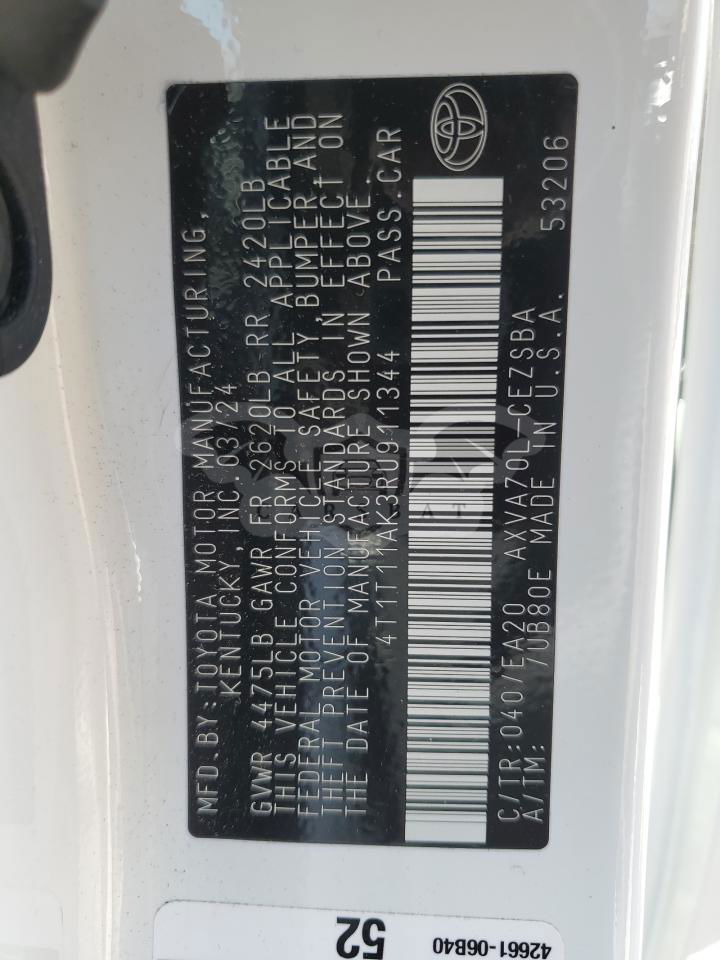 MFD.BY:TOYOTA MOTOR MANUFACTURING,
KENTUCKY,INC 03/24
GVWR 4475LB GAWR FR 2620LB RR 2420LB
THIS VEHICLE CONFORMS TO ALL APPLICABLE
FEDERAL MOTOR VEHICLE SAFETY, BUMPER,AND
THEFT PREVENTION STANDARDS IN EFFECT ON
THE DATE OF MANUFACTURE SHOWN ABOVE
4T1T11AK3RU911344 PASS.CAR
C/TR:040/EA20 AXVA70L-CEZSBA
A/TM: /UB80E MADE IN U.S.A. 53206
52
42661-06B40